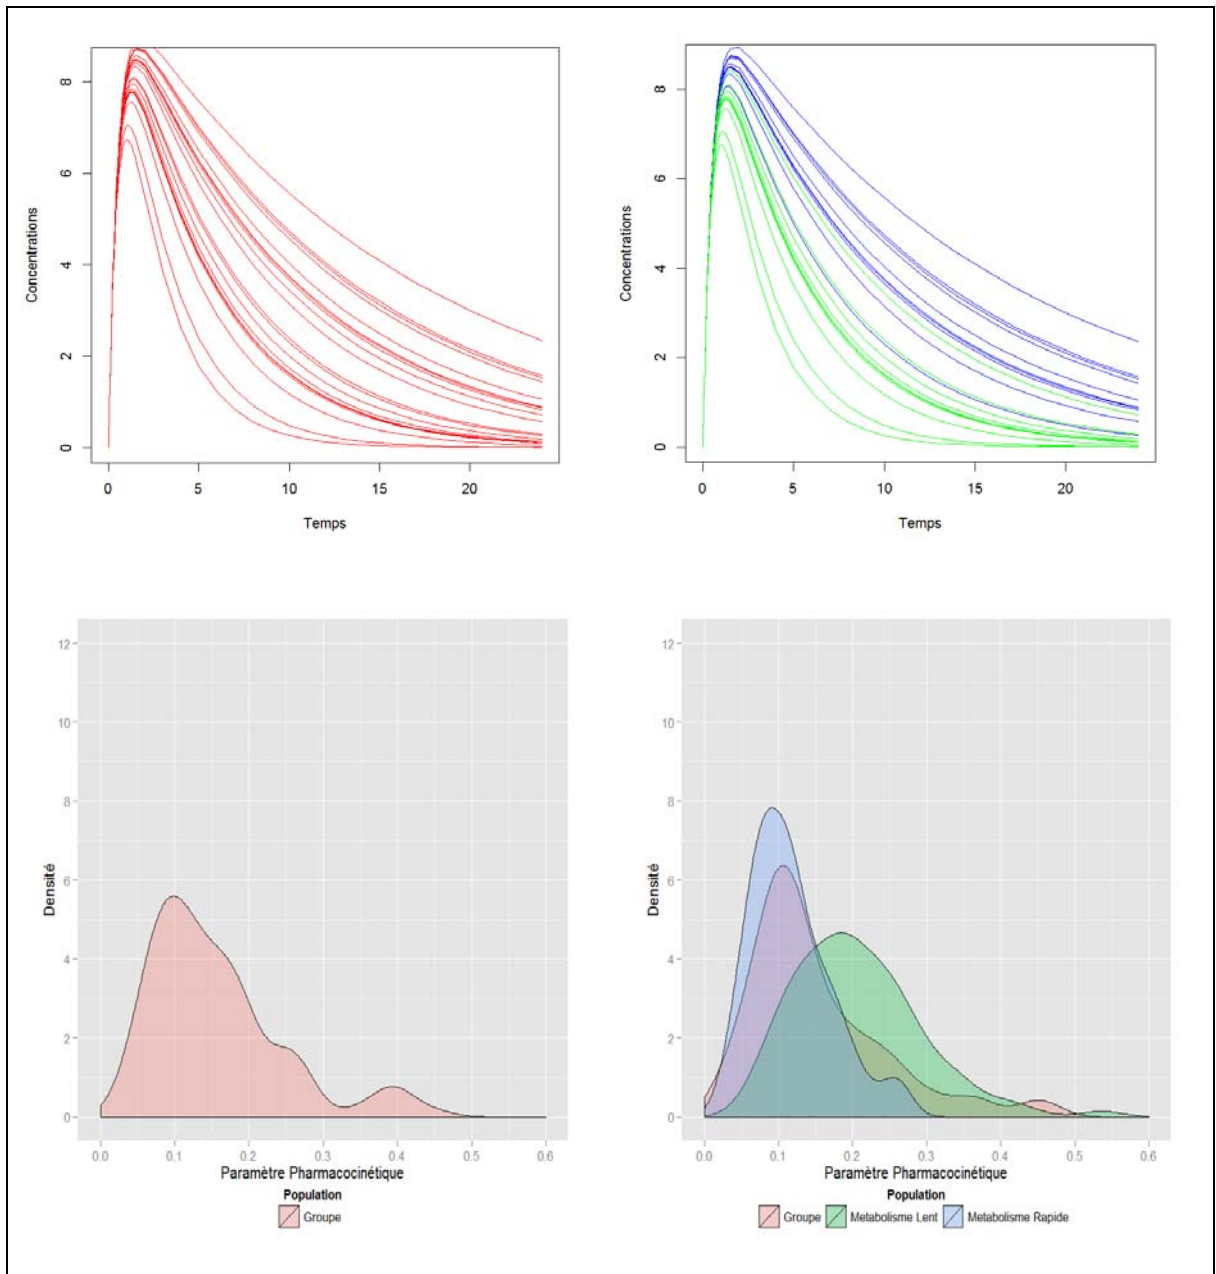 8
6
4
2
0
Concentrations
0 5 10 15 20
Temps
8
6
4
2
0
Concentrations
0 5 10 15 20
Temps
12
10
8
6
4
2
0
Densité
0.0 0.1 0.2 0.3 0.4 0.5 0.6
Paramètre Pharmacocinétique
Population
Groupe
12
10
8
6
4
2
0
Densité
0.0 0.1 0.2 0.3 0.4 0.5 0.6
Paramètre Pharmacocinétique
Population
Groupe Metabolisme Lent Metabolisme Rapide